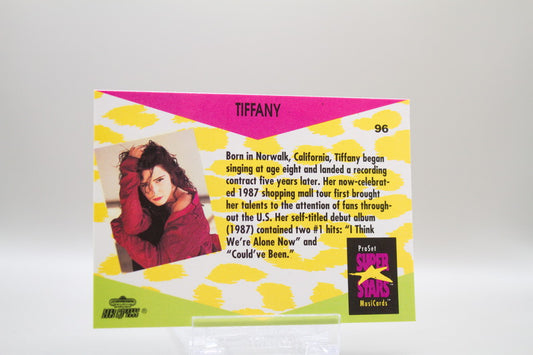 TIFFANY
96
Born in Norwalk, California, Tiffany began
singing at age eight and landed a recording
contract five years later. Her now-celebrat-
ed 1987 shopping mall tour first brought
her talents to the attention of fans through-
out the U.S. Her self-titled debut album
(1987) contained two #1 hits: “I Think
We’re Alone Now” and
“Could’ve Been.”
ProSet
SUPER
STARS
MusiCards™